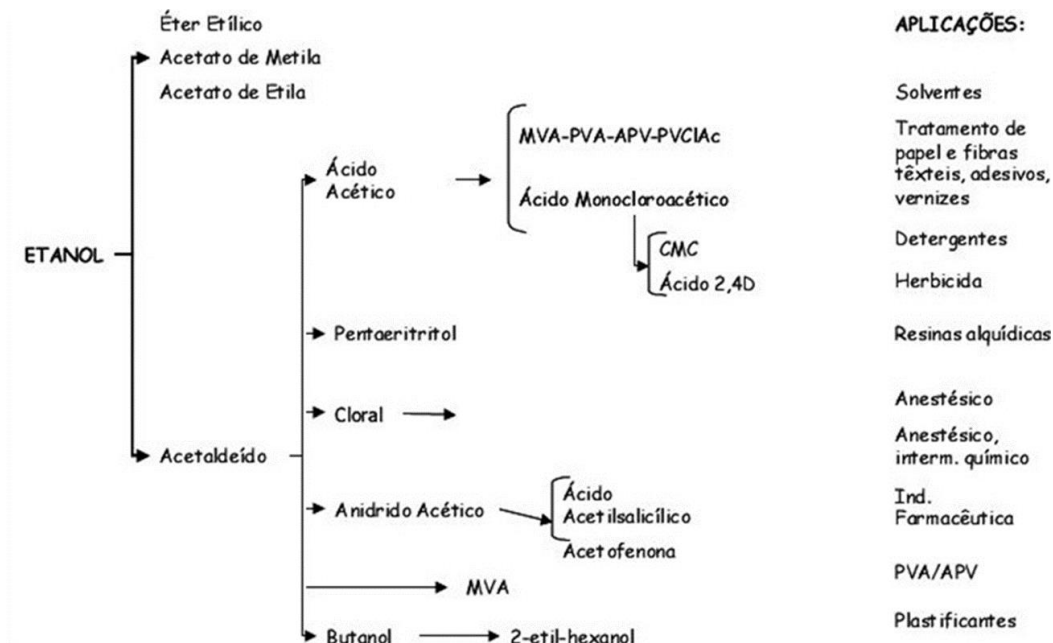 Éter Etílico
Acetato de Metila
Acetato de Etila
ETANOL
Ácido
Acético
MVA-PVA-APV-PVClAc
Ácido Monocloroacético
CMC
Ácido 2,4D
Pentaeritritol
Cloral
Acetaldeído
Anidrido Acético
Ácido
Acetilsalicílico
Acetofenona
MVA
Butanol
2-etil-hexanol
APLICAÇÕES:
Solventes
Tratamento de
papel e fibras
têxteis, adesivos,
vernizes
Detergentes
Herbicida
Resinas alquídicas
Anestésico
Anestésico,
interm. químico
Ind.
Farmacêutica
PVA/APV
Plastificantes